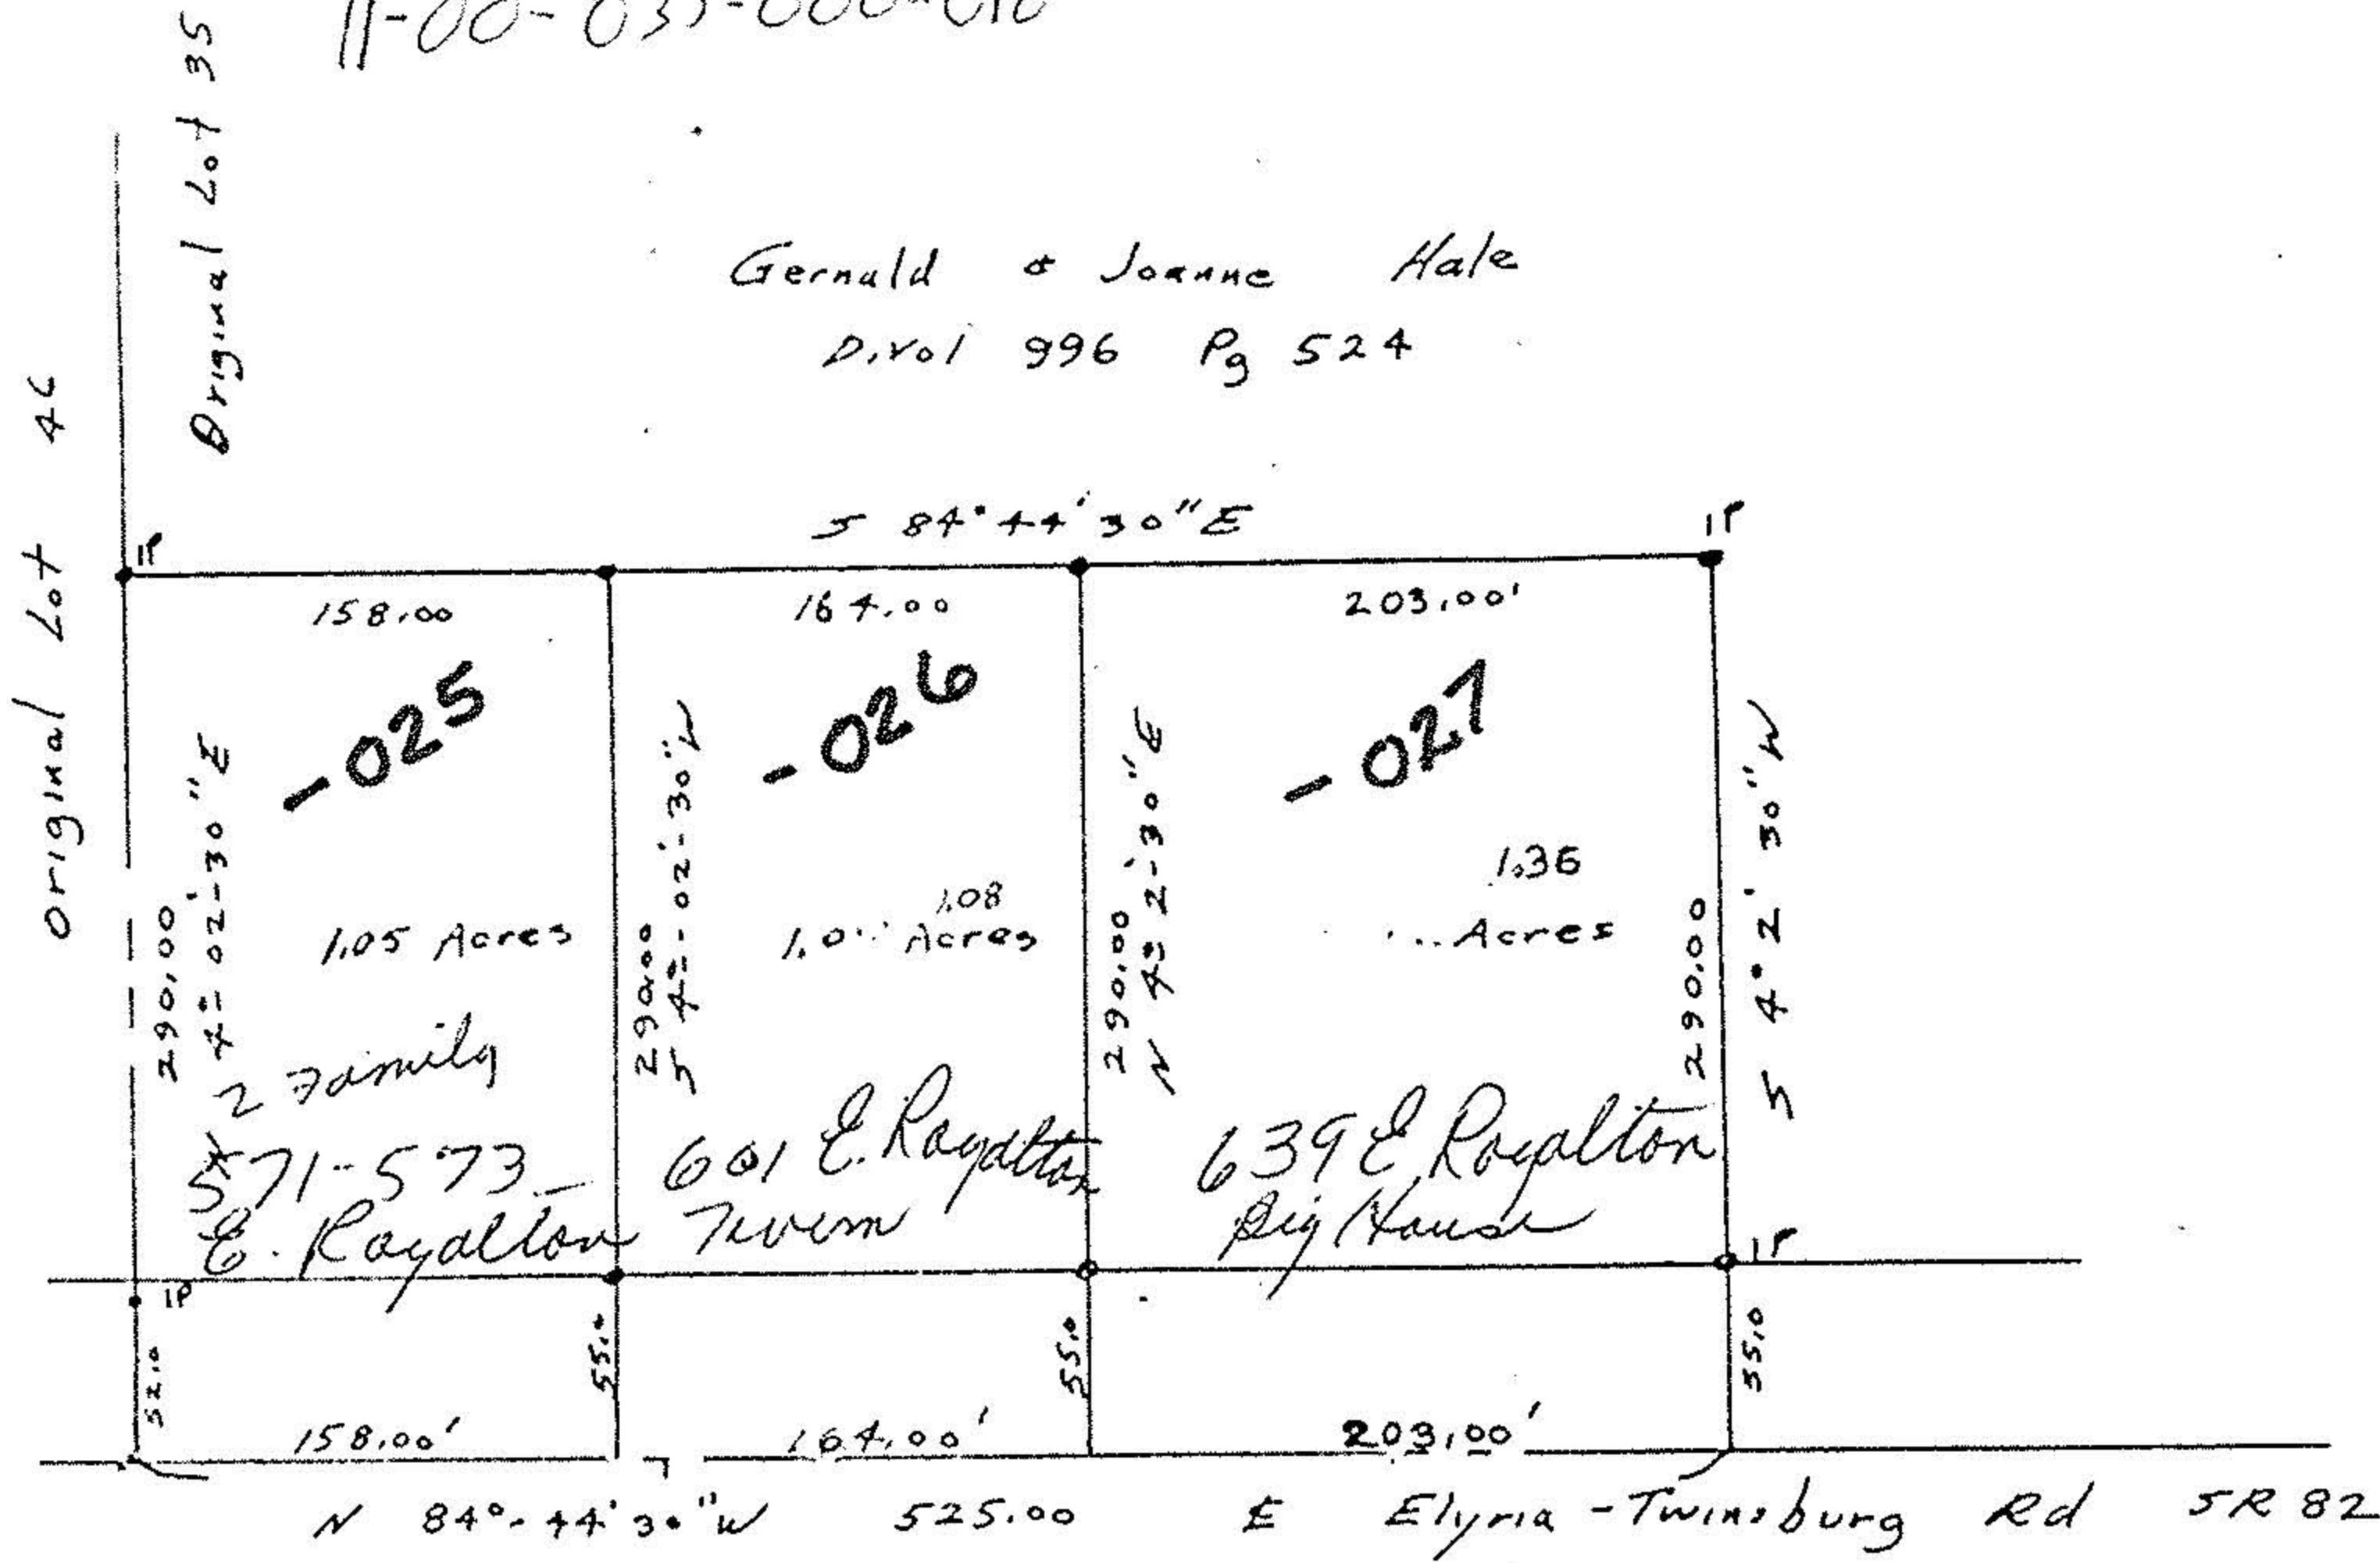 Original Lot 35
Original Lot 46
Gernald & Joanne Hale
D.Vol 996 Pg 524
S 84°44'30"E
IP
IP
158.00
164.00
203.00'
-025
-026
-027
290.00
N 4°-02'-30"E
290.00
S 4°-02'-30"W
290.00
N 4°2'-30"E
290.00
S 4°2'30"W
1.05 Acres
1.08
Acres
1.36
Acres
2 Family
571-573
E. Royalton
601 E. Royalton
639 E Royalton
Big House
IP
IP
52.0
55.0
55.0
55.0
158.00'
164.00'
203.00'
N 84°-44'30"W 525.00 Elyria-Twinsburg Rd SR 82